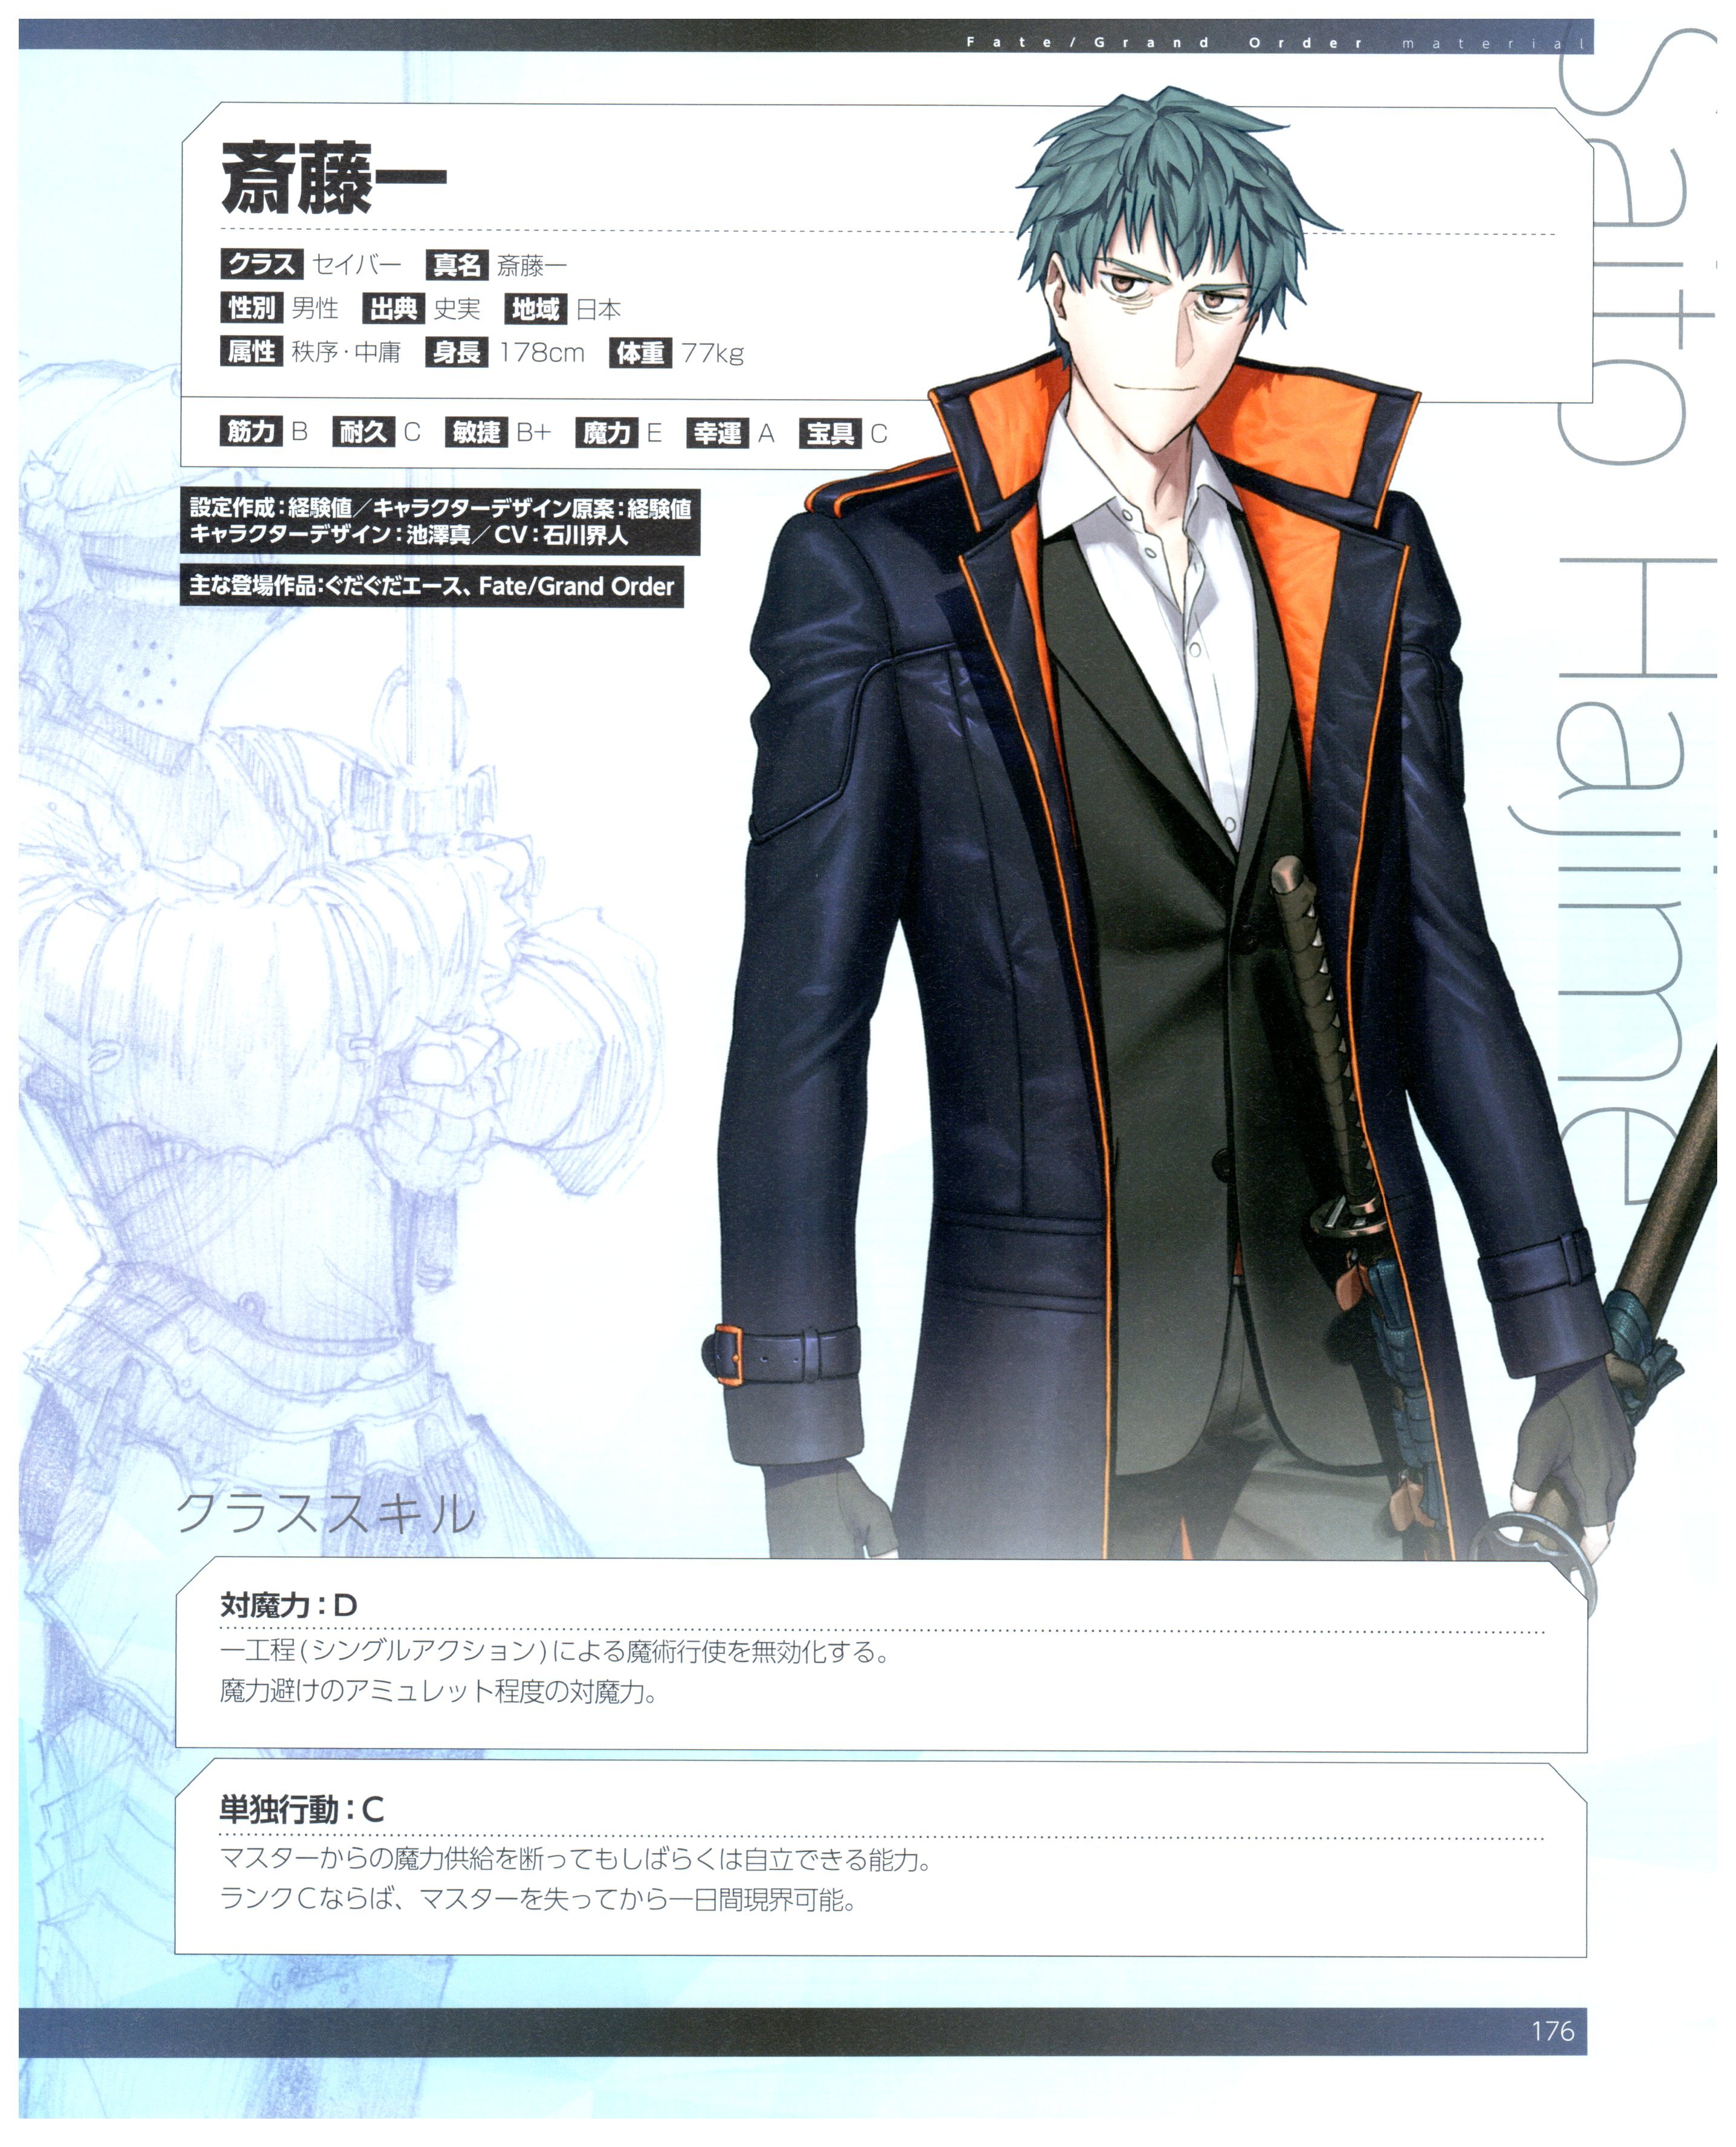 Fate/Grand Order material
Saito Hajime
斎藤一
クラス セイバー 真名 斎藤一
性別 男性 出典 史実 地域 日本
属性 秩序・中庸 身長 178cm 体重 77kg
筋力 B 耐久 C 敏捷 B+ 魔力 E 幸運 A 宝具 C
設定作成：経験値／キャラクターデザイン原案：経験値
キャラクターデザイン：池澤真／CV：石川界人
主な登場作品：ぐだぐだエース、Fate/Grand Order
クラススキル
対魔力：D
一工程(シングルアクション)による魔術行使を無効化する。
魔力避けのアミュレット程度の対魔力。
単独行動：C
マスターからの魔力供給を断ってもしばらくは自立できる能力。
ランクCならば、マスターを失ってから一日間現界可能。
176